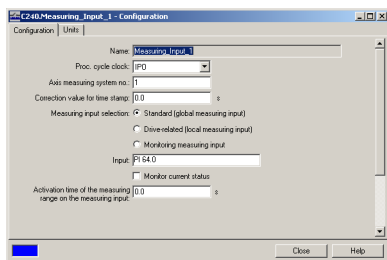 C240.Measuring_Input_1 - Configuration
Configuration Units
Name: Measuring_Input_1
Proc. cycle clock: IPO
Axis measuring system no.: 1
Correction value for time stamp: 0.0 s
Measuring input selection: Standard (global measuring input)
Drive-related (local measuring input)
Monitoring measuring input
Input: PI 64.0
Monitor current status
Activation time of the measuring
range on the measuring input: 0.0 s
Close Help